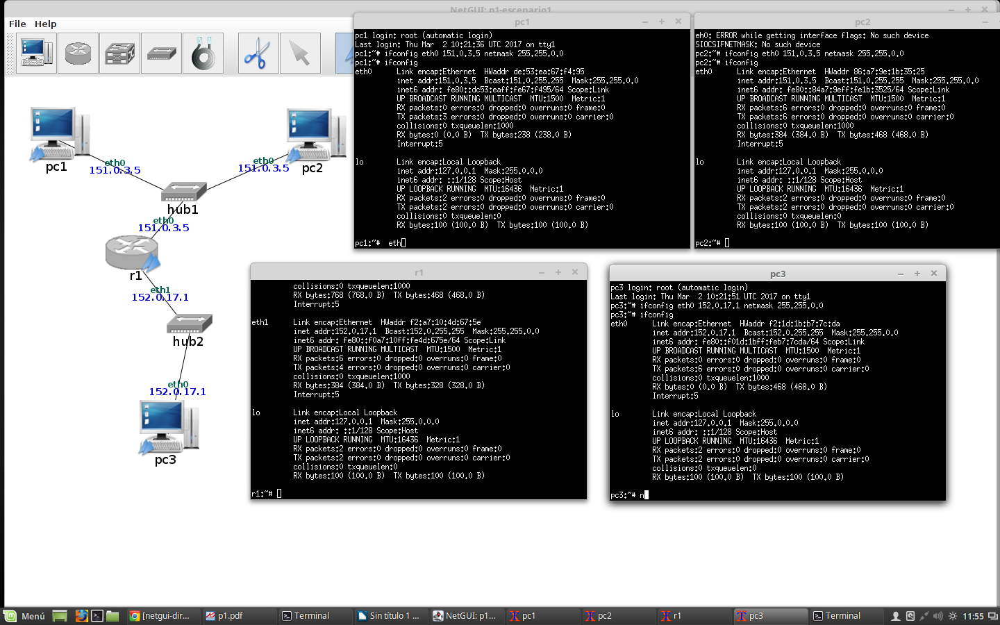 NetGUI: p1-escenario1
File Help
pc1
eth0
151.0.3.5
pc2
eth0
151.0.3.5
hub1
eth0
151.0.3.5
r1
eth1
152.0.17.1
hub2
eth0
152.0.17.1
pc3
pc1
pc1 login: root (automatic login)
Last login: Thu Mar  2 10:21:36 UTC 2017 on tty1
pc1:~# ifconfig eth0 151.0.3.5 netmask 255.255.0.0
pc1:~# ifconfig
eth0      Link encap:Ethernet  HWaddr de:53:ea:67:f4:95
inet addr:151.0.3.5  Bcast:151.0.255.255  Mask:255.255.0.0
inet6 addr: fe80::dc53:eaff:fe67:f495/64 Scope:Link
UP BROADCAST RUNNING MULTICAST  MTU:1500  Metric:1
RX packets:0 errors:0 dropped:0 overruns:0 frame:0
TX packets:3 errors:0 dropped:0 overruns:0 carrier:0
collisions:0 txqueuelen:1000
RX bytes:0 (0.0 B)  TX bytes:238 (238.0 B)
Interrupt:5
lo        Link encap:Local Loopback
inet addr:127.0.0.1  Mask:255.0.0.0
inet6 addr: ::1/128 Scope:Host
UP LOOPBACK RUNNING  MTU:16436  Metric:1
RX packets:2 errors:0 dropped:0 overruns:0 frame:0
TX packets:2 errors:0 dropped:0 overruns:0 carrier:0
collisions:0 txqueuelen:0
RX bytes:100 (100.0 B)  TX bytes:100 (100.0 B)
pc1:~#  eth
pc2
eh0: ERROR while getting interface flags: No such device
SIOCSIFNETMASK: No such device
pc2:~# ifconfig eth0 151.0.3.5 netmask 255.255.0.0
pc2:~# ifconfig
eth0      Link encap:Ethernet  HWaddr 86:a7:9e:1b:35:25
inet addr:151.0.3.5  Bcast:151.0.255.255  Mask:255.255.0.0
inet6 addr: fe80::84a7:9eff:fe1b:3525/64 Scope:Link
UP BROADCAST RUNNING MULTICAST  MTU:1500  Metric:1
RX packets:6 errors:0 dropped:0 overruns:0 frame:0
TX packets:6 errors:0 dropped:0 overruns:0 carrier:0
collisions:0 txqueuelen:1000
RX bytes:384 (384.0 B)  TX bytes:468 (468.0 B)
Interrupt:5
lo        Link encap:Local Loopback
inet addr:127.0.0.1  Mask:255.0.0.0
inet6 addr: ::1/128 Scope:Host
UP LOOPBACK RUNNING  MTU:16436  Metric:1
RX packets:2 errors:0 dropped:0 overruns:0 frame:0
TX packets:2 errors:0 dropped:0 overruns:0 carrier:0
collisions:0 txqueuelen:0
RX bytes:100 (100.0 B)  TX bytes:100 (100.0 B)
pc2:~#
r1
collisions:0 txqueuelen:1000
RX bytes:768 (768.0 B)  TX bytes:468 (468.0 B)
Interrupt:5
eth1      Link encap:Ethernet  HWaddr f2:a7:10:4d:67:5e
inet addr:152.0.17.1  Bcast:152.0.255.255  Mask:255.255.0.0
inet6 addr: fe80::f0a7:10ff:fe4d:675e/64 Scope:Link
UP BROADCAST RUNNING MULTICAST  MTU:1500  Metric:1
RX packets:6 errors:0 dropped:0 overruns:0 frame:0
TX packets:4 errors:0 dropped:0 overruns:0 carrier:0
collisions:0 txqueuelen:1000
RX bytes:384 (384.0 B)  TX bytes:328 (328.0 B)
Interrupt:5
lo        Link encap:Local Loopback
inet addr:127.0.0.1  Mask:255.0.0.0
inet6 addr: ::1/128 Scope:Host
UP LOOPBACK RUNNING  MTU:16436  Metric:1
RX packets:2 errors:0 dropped:0 overruns:0 frame:0
TX packets:2 errors:0 dropped:0 overruns:0 carrier:0
collisions:0 txqueuelen:0
RX bytes:100 (100.0 B)  TX bytes:100 (100.0 B)
r1:~#
pc3
pc3 login: root (automatic login)
Last login: Thu Mar  2 10:21:51 UTC 2017 on tty1
pc3:~# ifconfig eth0 152.0.17.1 netmask 255.255.0.0
pc3:~# ifconfig
eth0      Link encap:Ethernet  HWaddr f2:1d:1b:b7:7c:da
inet addr:152.0.17.1  Bcast:152.0.255.255  Mask:255.255.0.0
inet6 addr: fe80::f01d:1bff:feb7:7cda/64 Scope:Link
UP BROADCAST RUNNING MULTICAST  MTU:1500  Metric:1
RX packets:0 errors:0 dropped:0 overruns:0 frame:0
TX packets:6 errors:0 dropped:0 overruns:0 carrier:0
collisions:0 txqueuelen:1000
RX bytes:0 (0.0 B)  TX bytes:468 (468.0 B)
Interrupt:5
lo        Link encap:Local Loopback
inet addr:127.0.0.1  Mask:255.0.0.0
inet6 addr: ::1/128 Scope:Host
UP LOOPBACK RUNNING  MTU:16436  Metric:1
RX packets:2 errors:0 dropped:0 overruns:0 frame:0
TX packets:2 errors:0 dropped:0 overruns:0 carrier:0
collisions:0 txqueuelen:0
RX bytes:100 (100.0 B)  TX bytes:100 (100.0 B)
pc3:~# n
Menú [netgui-dir... p1.pdf Terminal Sin título 1 ... NetGUI: p1... pc1 pc2 r1 pc3 Terminal 11:55